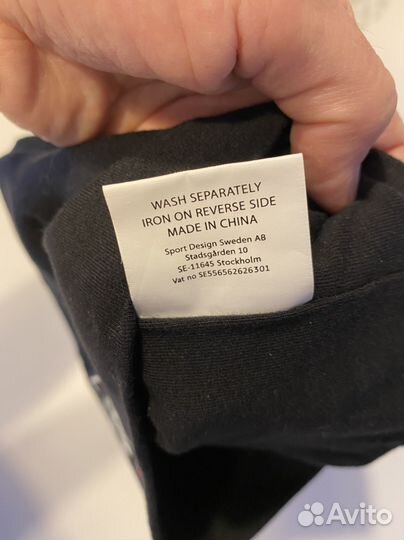 WASH SEPARATELY
IRON ON REVERSE SIDE
MADE IN CHINA
Sport Design Sweden AB
Stadsgården 10
SE-11645 Stockholm
Vat no SE556562626301
Avito